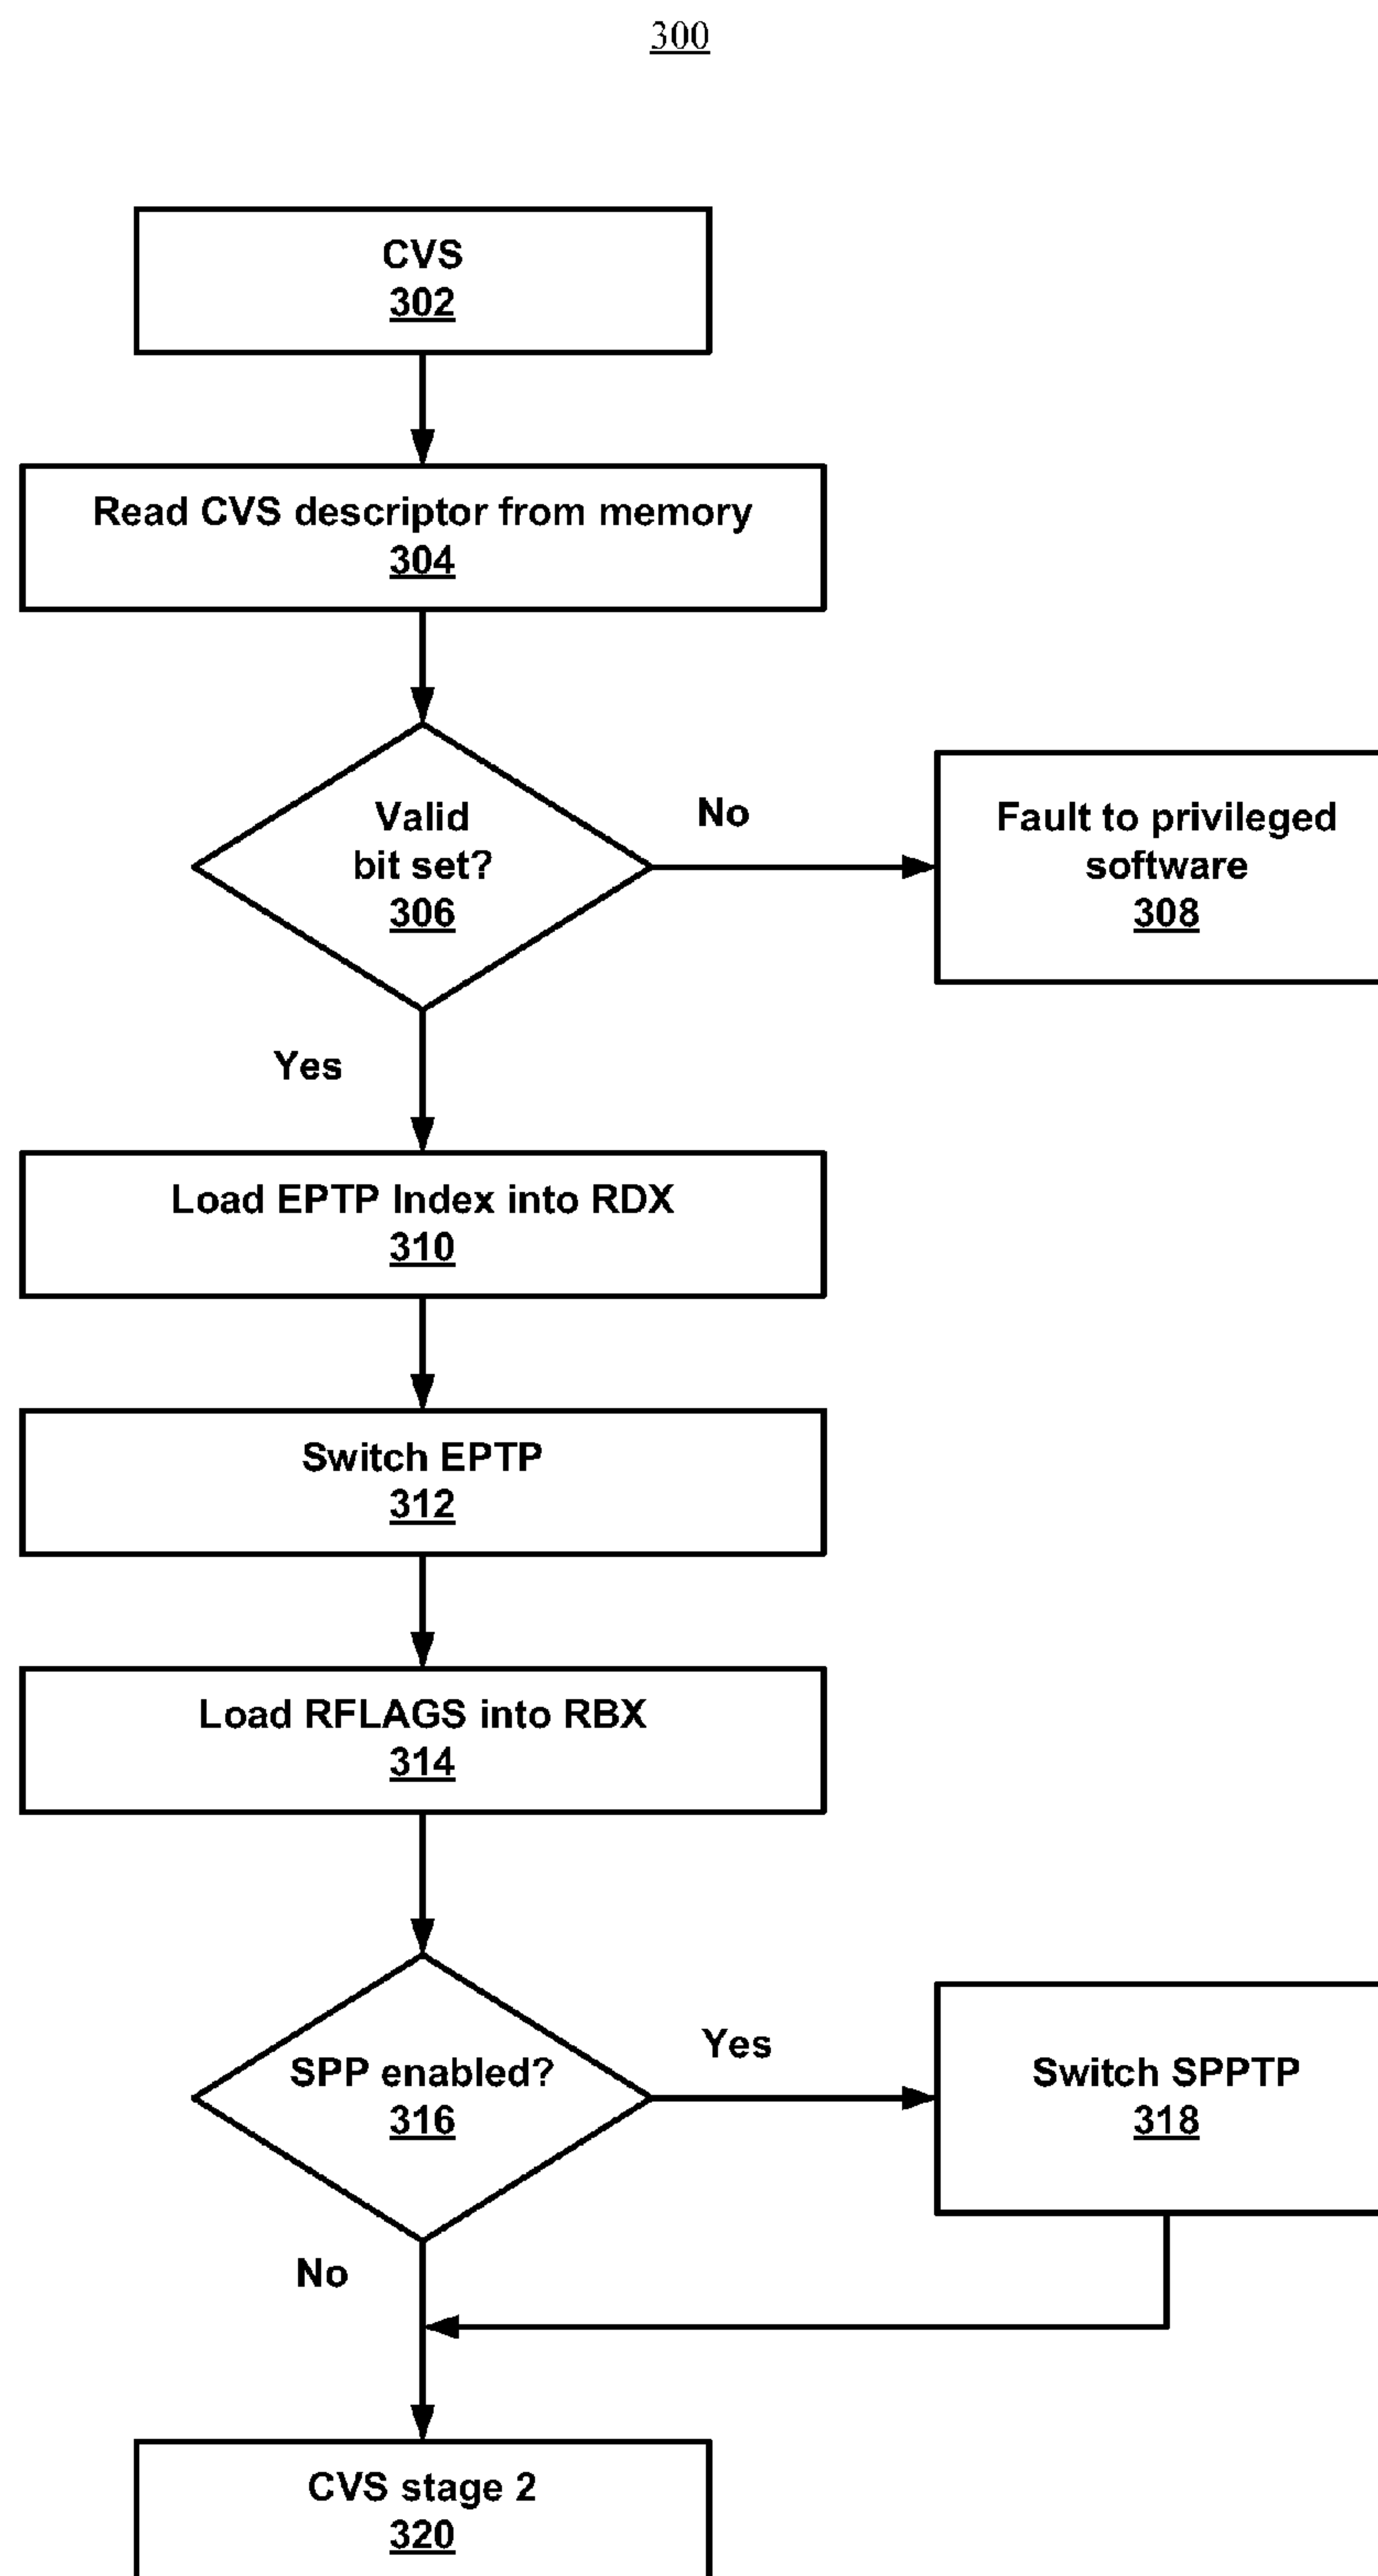 300
CVS
302
Read CVS descriptor from memory
304
Valid
bit set?
306
No
Fault to privileged
software
308
Yes
Load EPTP Index into RDX
310
Switch EPTP
312
Load RFLAGS into RBX
314
SPP enabled?
316
Yes
Switch SPPTP
318
No
CVS stage 2
320